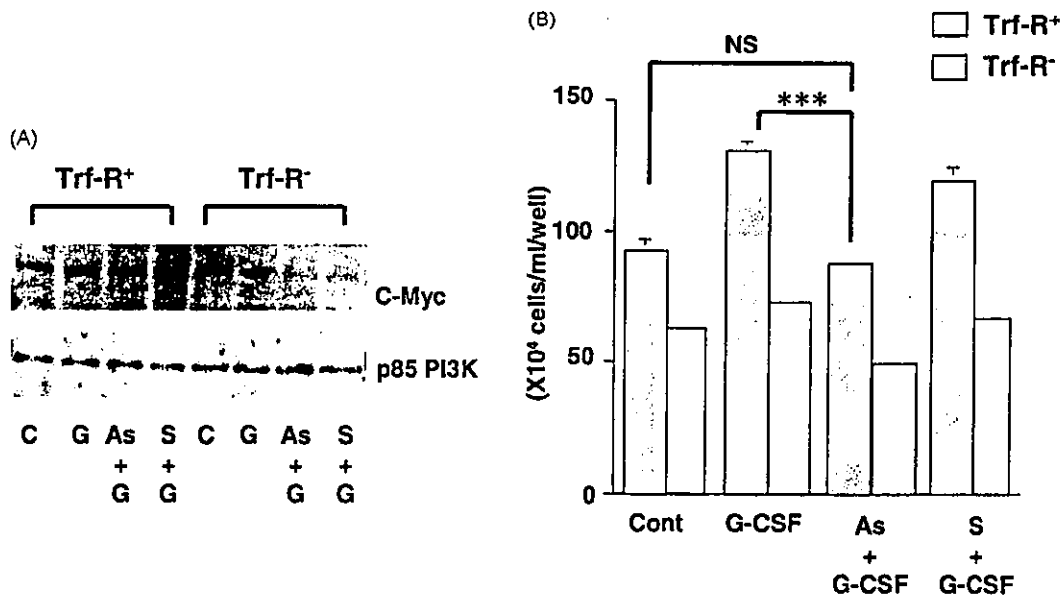 (A)
Trf-R+ Trf-R-
C-Myc
p85 PI3K
C G As + G S + G C G As + G S + G
(B)
Trf-R+
Trf-R-
NS
***
150
100
50
0
(X10⁴ cells/ml/well)
Cont G-CSF As + G-CSF S + G-CSF